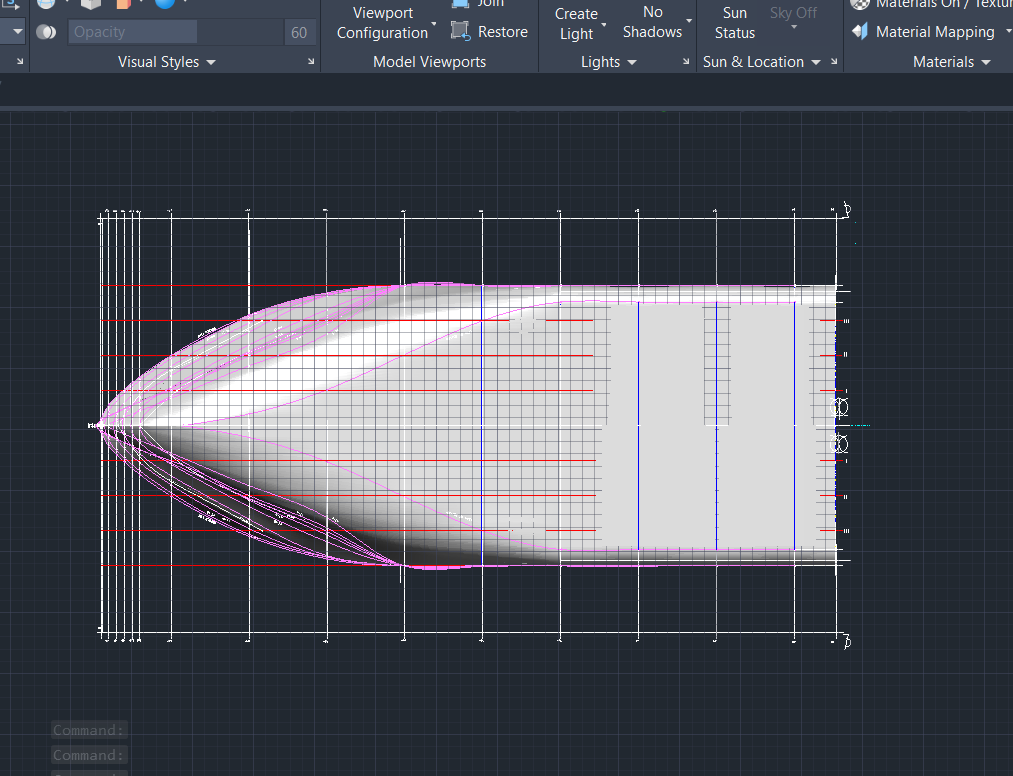 Join
Materials On / Textur
Opacity 60
Viewport
Configuration
Restore
Create
Light
No
Shadows
Sun
Status
Sky Off
Material Mapping
Visual Styles
Model Viewports
Lights
Sun & Location
Materials
Command:
Command: